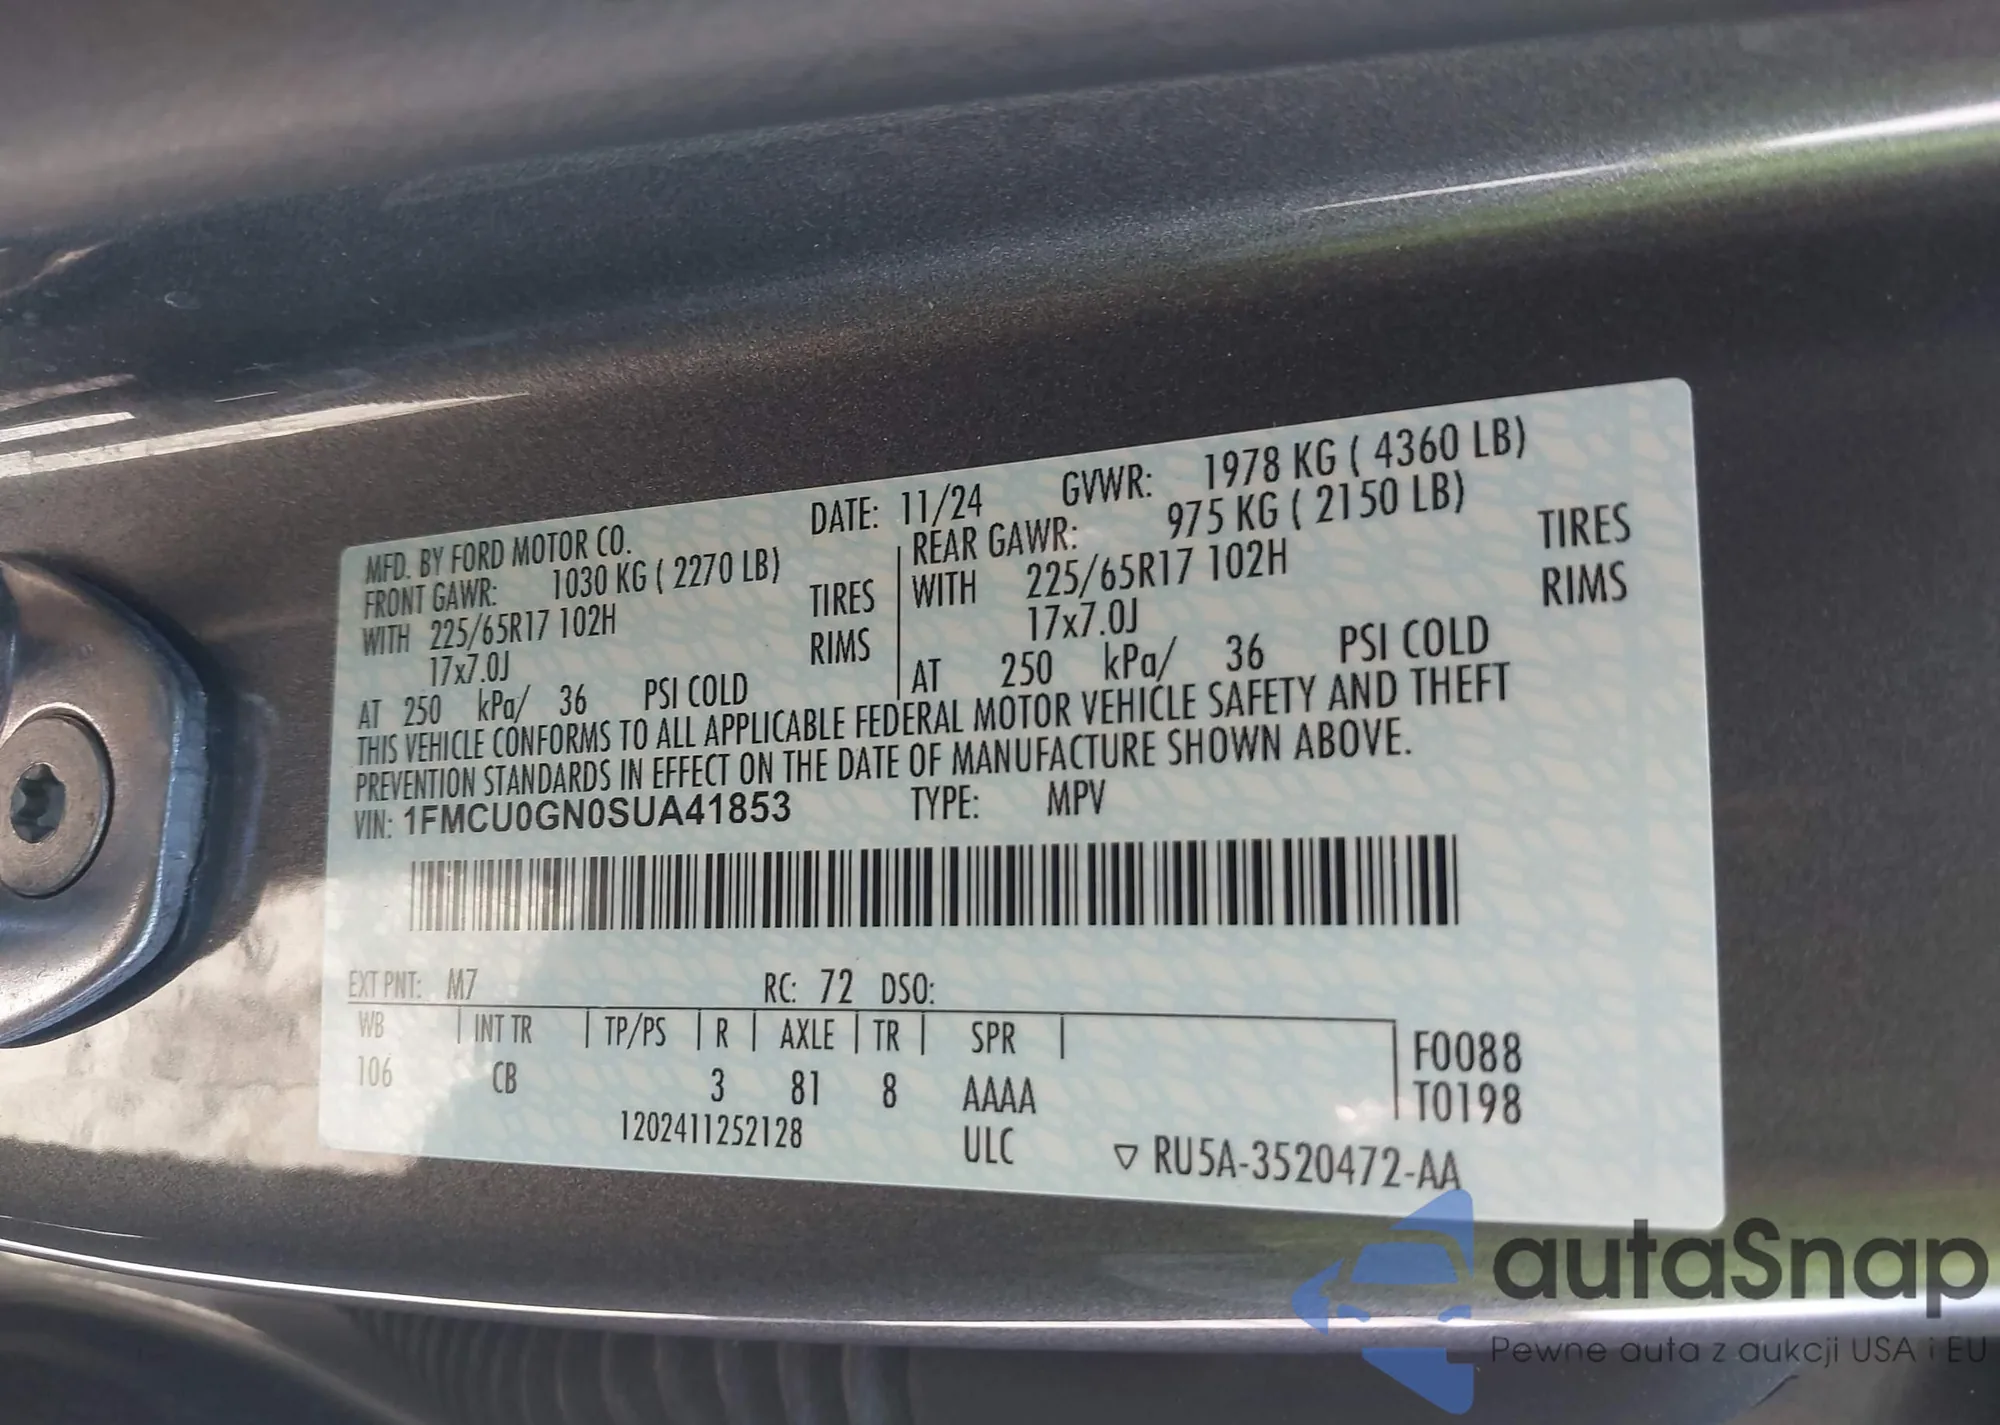 MFD. BY FORD MOTOR CO. DATE: 11/24 GVWR: 1978 KG ( 4360 LB)
FRONT GAWR: 1030 KG ( 2270 LB) REAR GAWR: 975 KG ( 2150 LB)
WITH 225/65R17 102H TIRES WITH 225/65R17 102H TIRES
17x7.0J RIMS 17x7.0J RIMS
AT 250 kPa/ 36 PSI COLD AT 250 kPa/ 36 PSI COLD
THIS VEHICLE CONFORMS TO ALL APPLICABLE FEDERAL MOTOR VEHICLE SAFETY AND THEFT
PREVENTION STANDARDS IN EFFECT ON THE DATE OF MANUFACTURE SHOWN ABOVE.
VIN: 1FMCU0GN0SUA41853 TYPE: MPV
EXT PNT: M7 RC: 72 DSO:
WB INT TR TP/PS R AXLE TR SPR F0088
106 CB 3 81 8 AAAA T0198
1202411252128 ULC ▽ RU5A-3520472-AA
autaSnap
Pewne auta z aukcji USA i EU